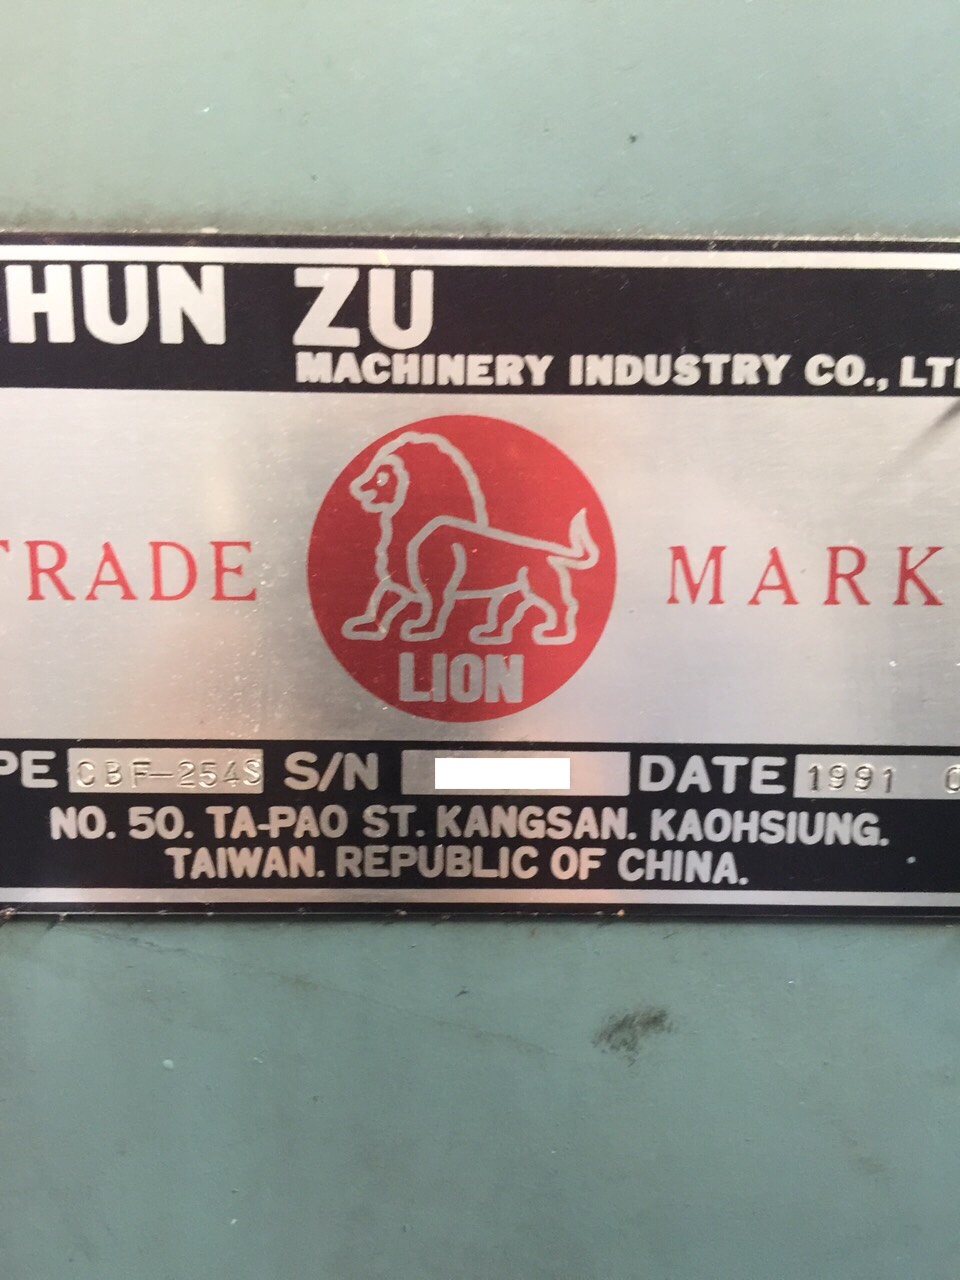 HUN ZU
MACHINERY INDUSTRY CO., LT
TRADE MARK
LION
PE CBF-254S S/N DATE 1991 0
NO. 50. TA-PAO ST. KANGSAN. KAOHSIUNG.
TAIWAN. REPUBLIC OF CHINA.